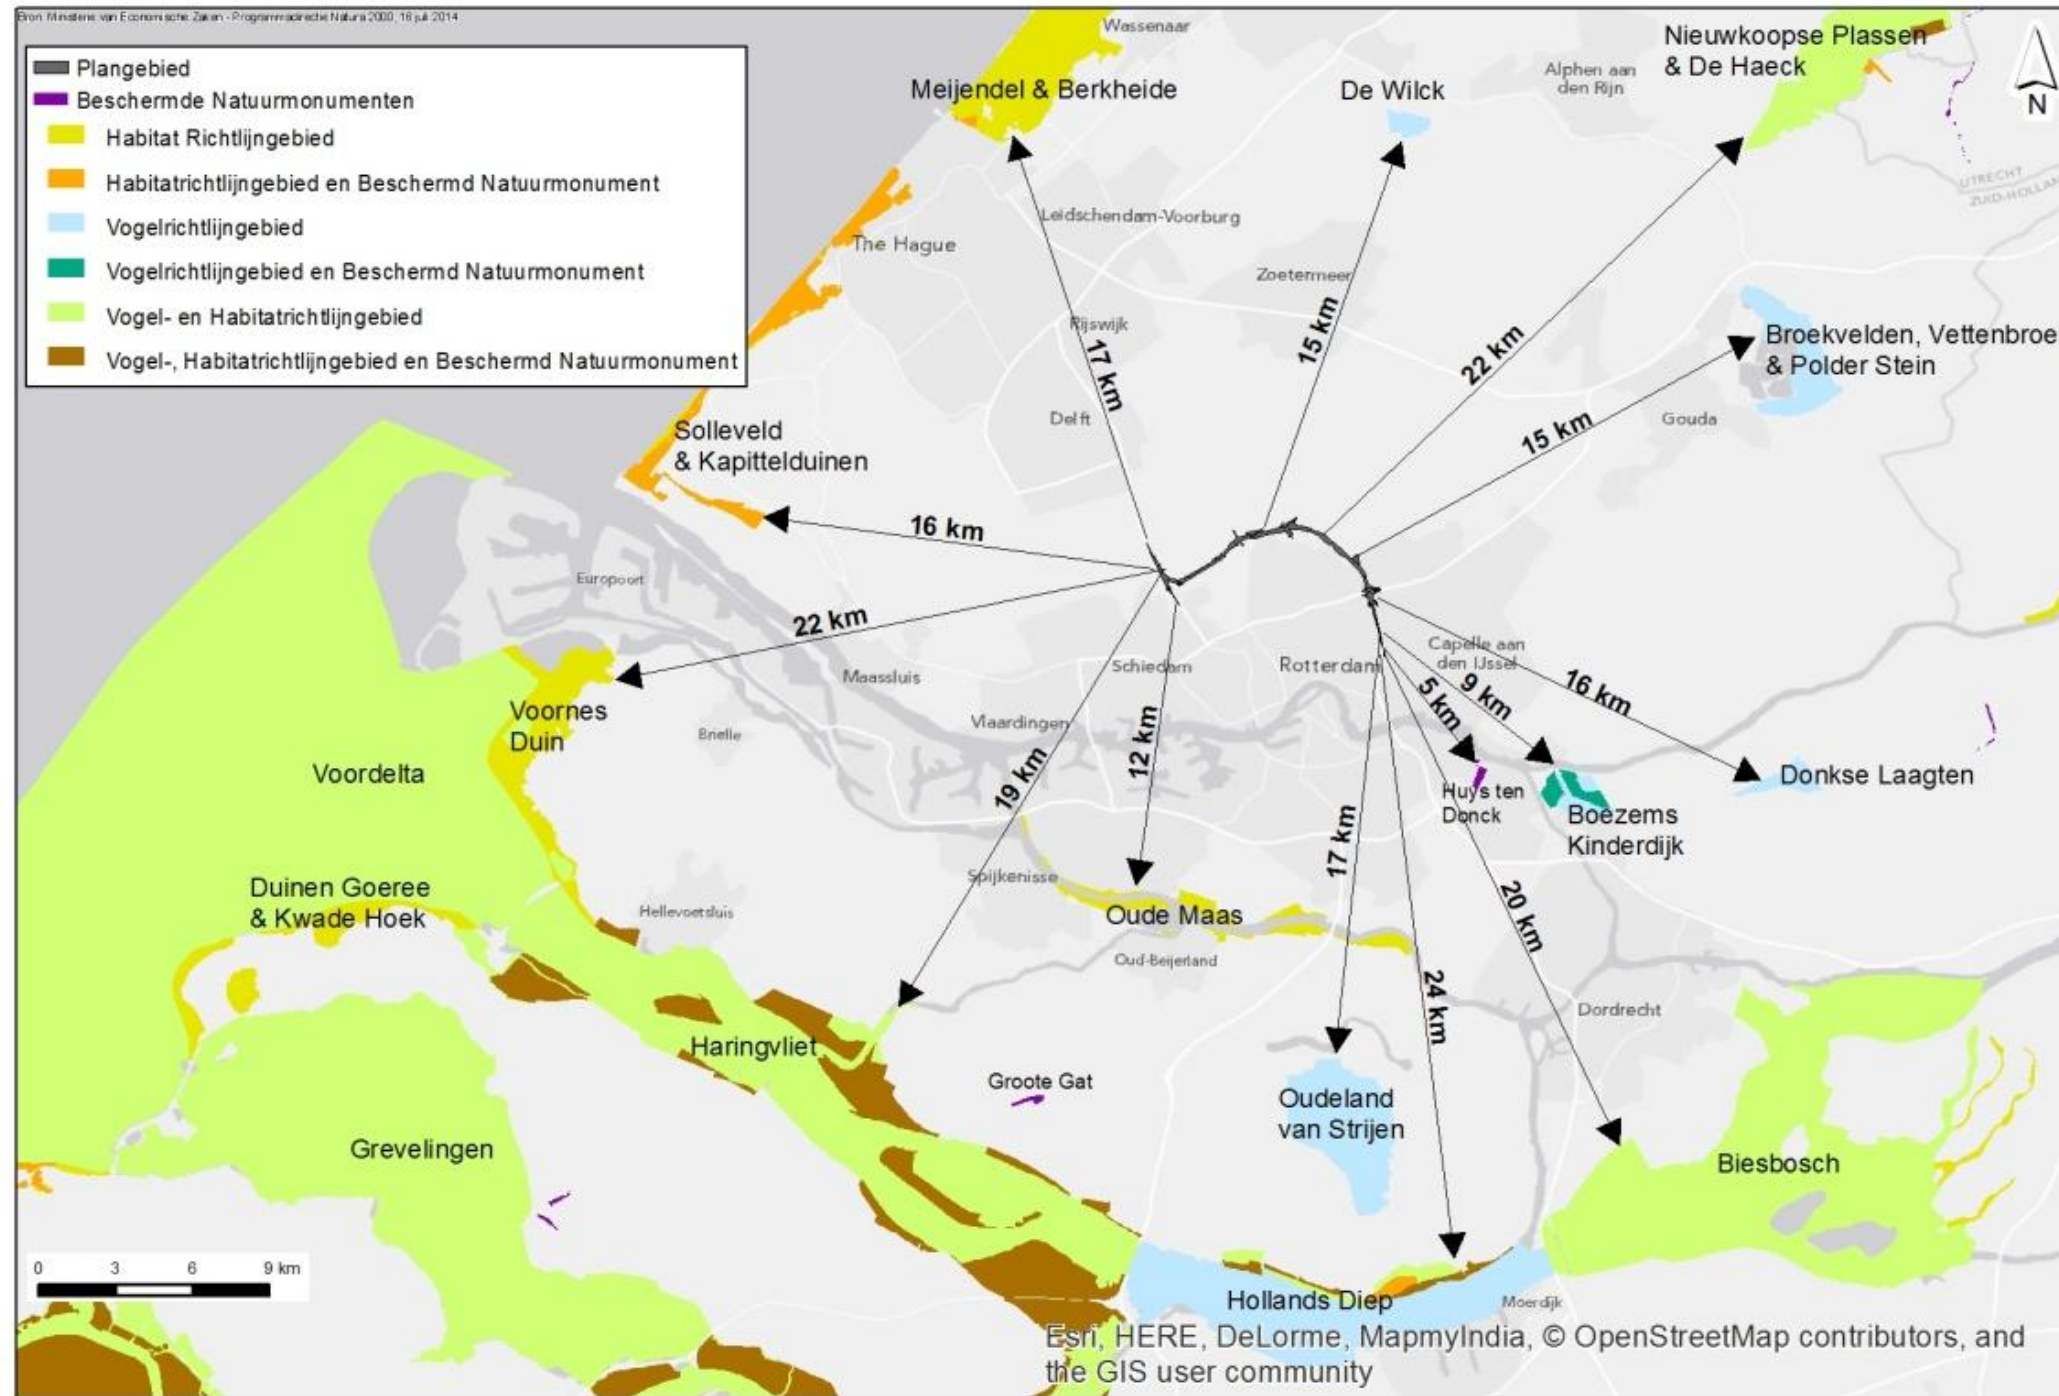 Bron: Ministerie van Economische Zaken - Programmadirectie Natura 2000, 16 juli 2014
Plangebied
Beschermde Natuurmonumenten
Habitat Richtlijngebied
Habitatrichtlijngebied en Beschermd Natuurmonument
Vogelrichtlijngebied
Vogelrichtlijngebied en Beschermd Natuurmonument
Vogel- en Habitatrichtlijngebied
Vogel-, Habitatrichtlijngebied en Beschermd Natuurmonument
Wassenaar
Meijendel & Berkheide
De Wilck
Alphen aan
den Rijn
Nieuwkoopse Plassen
& De Haeck
N
UTRECHT
ZUID-HOLLAN
Leidschendam-Voorburg
The Hague
Zoetermeer
Rijswijk
17 km
15 km
22 km
Broekvelden, Vettenbroe
& Polder Stein
Delft
Gouda
15 km
Solleveld
& Kapittelduinen
16 km
Europoort
22 km
Maassluis
Schiedam
Rotterdam
Capelle aan
den IJssel
5 km
9 km
16 km
Voornes
Duin
Brielle
Vlaardingen
19 km
12 km
Voordelta
Huys ten
Donck
Boezems
Kinderdijk
Donkse Laagten
17 km
Duinen Goeree
& Kwade Hoek
Hellevoetsluis
Spijkenisse
Oude Maas
Oud-Beijerland
20 km
24 km
Dordrecht
Haringvliet
Groote Gat
Oudeland
van Strijen
Grevelingen
Biesbosch
0 3 6 9 km
Hollands Diep
Moerdijk
Esri, HERE, DeLorme, MapmyIndia, © OpenStreetMap contributors, and
the GIS user community